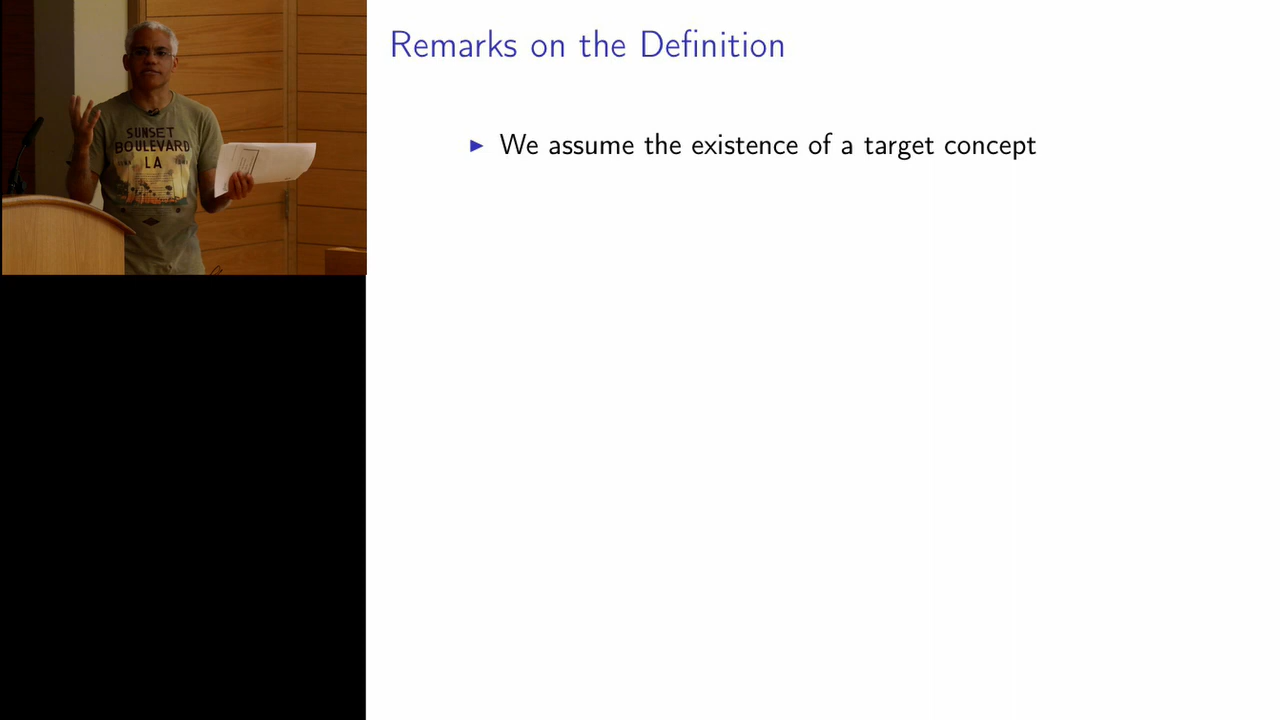 Remarks on the Definition
▶ We assume the existence of a target concept
SUNSET
BOULEVARD
LA